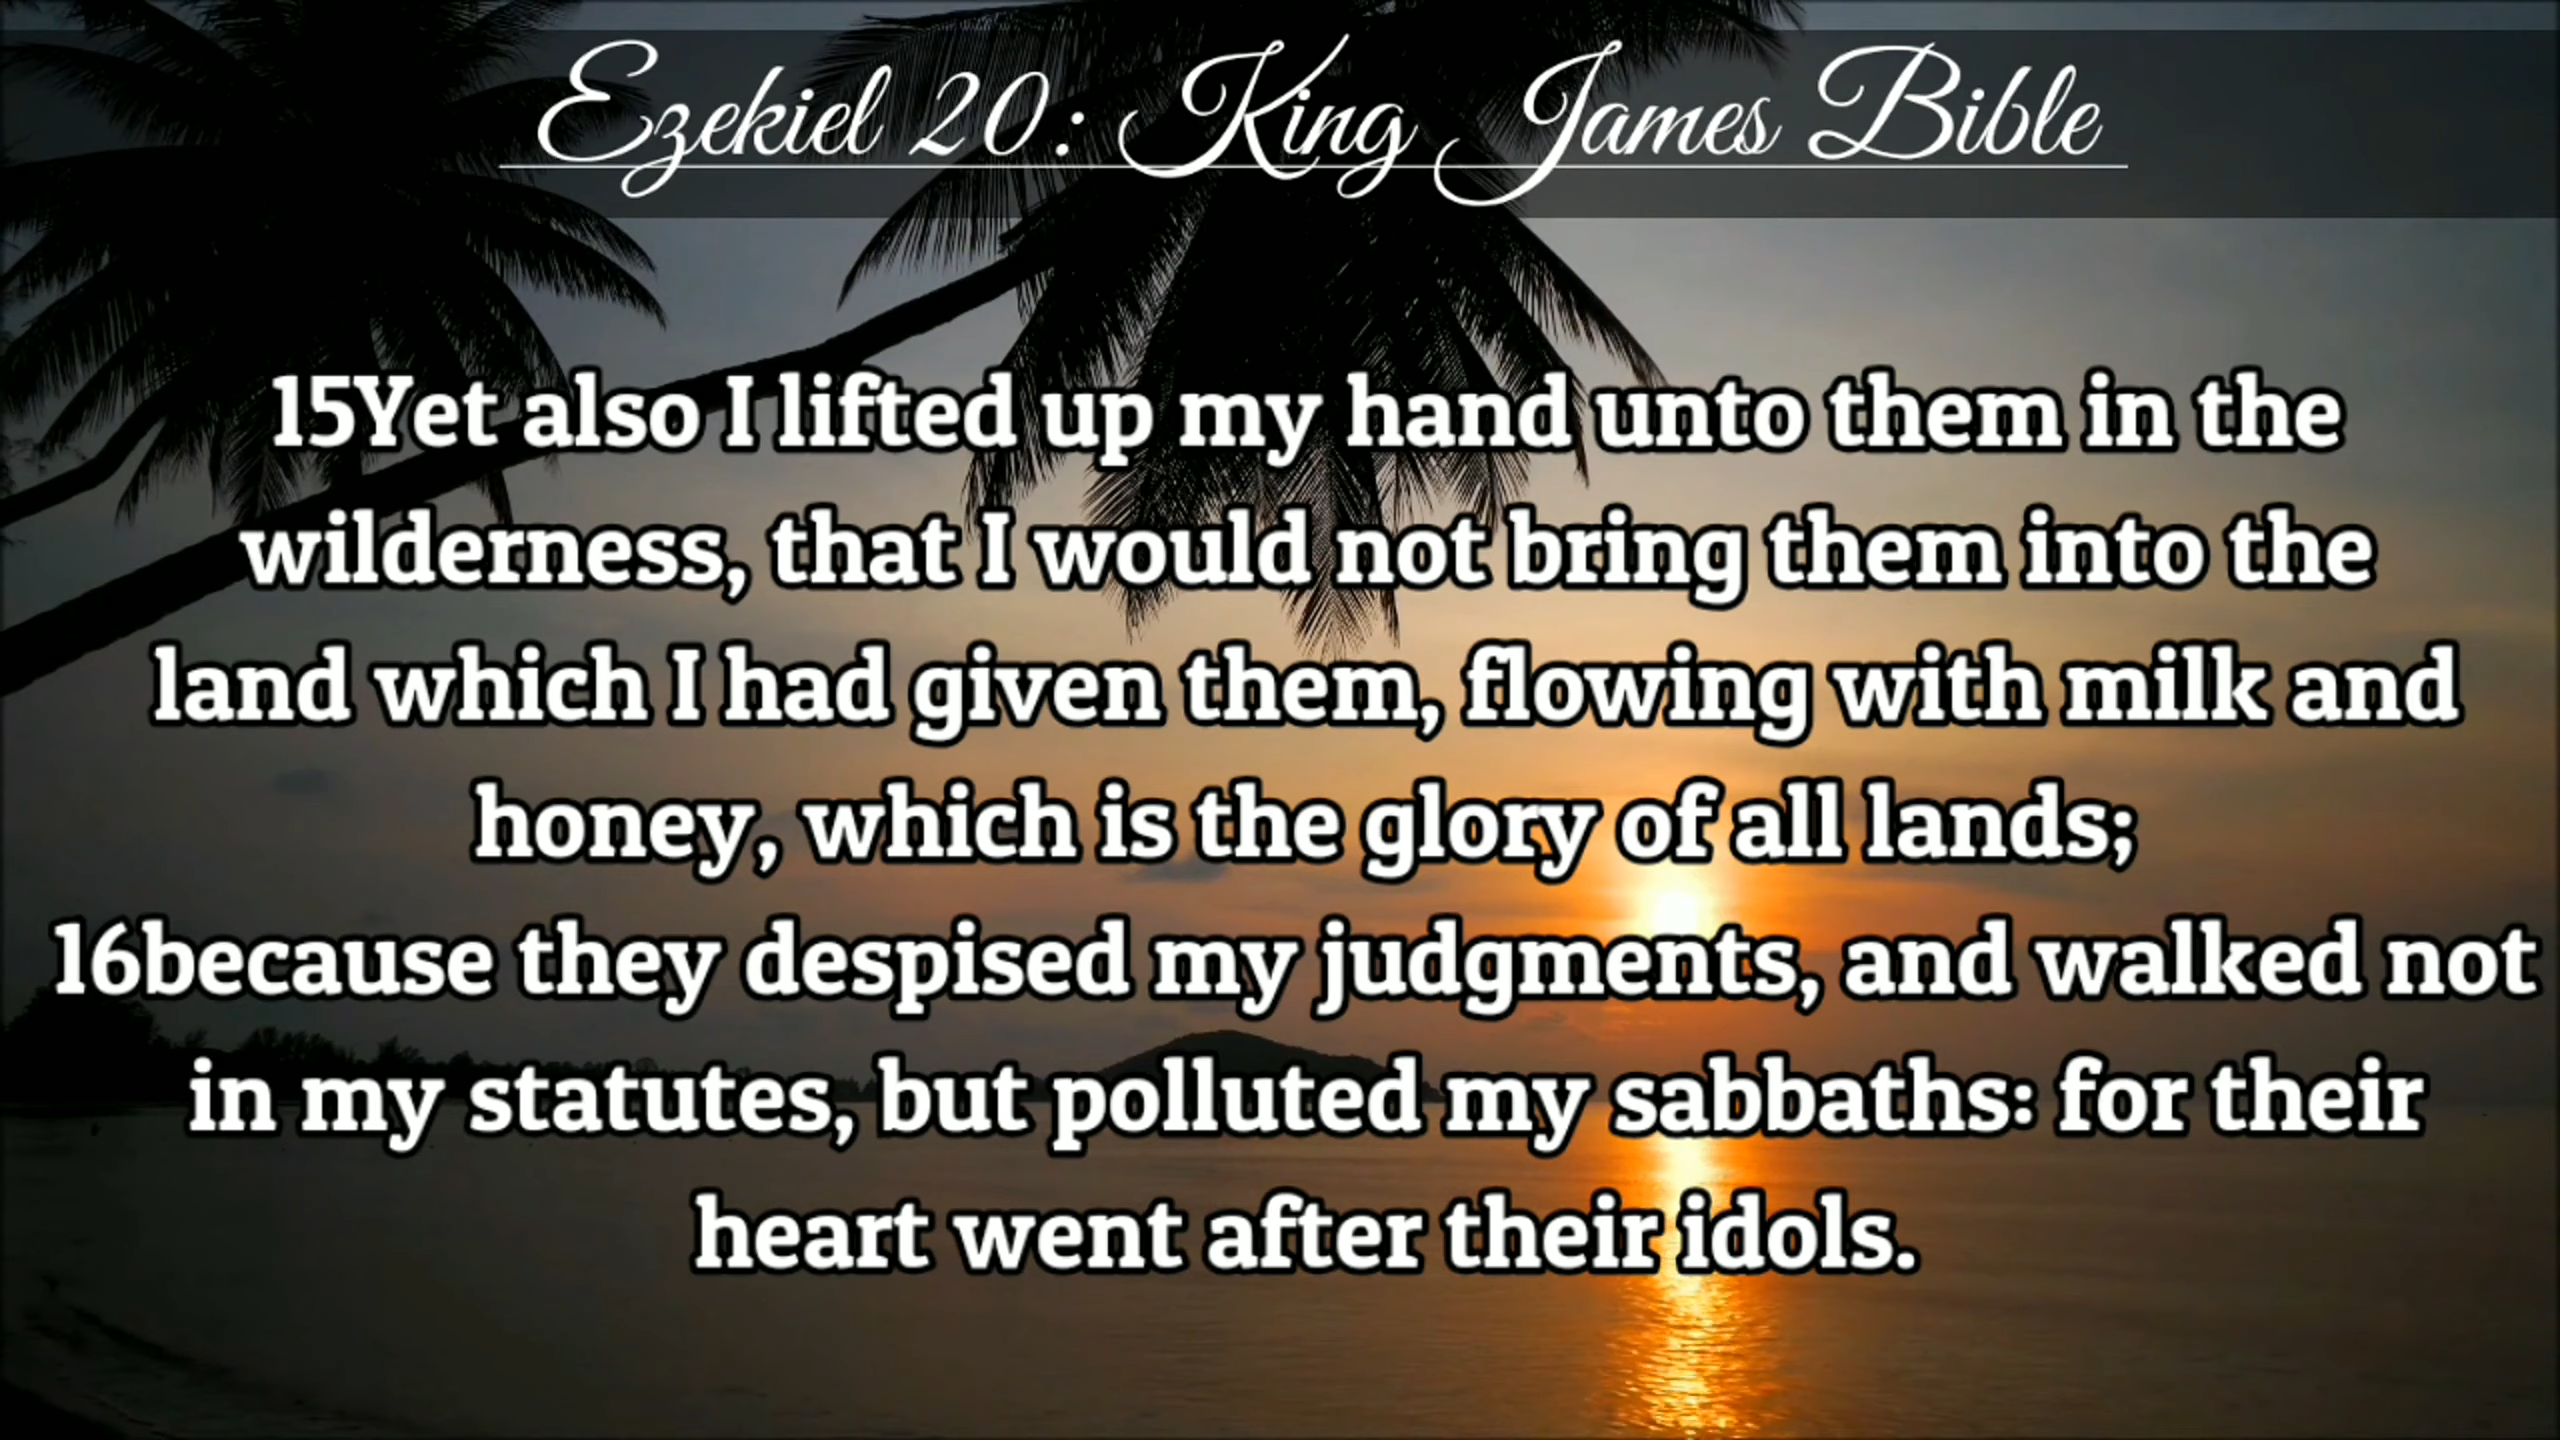 Ezekiel 20: King James Bible
15Yet also I lifted up my hand unto them in the
wilderness, that I would not bring them into the
land which I had given them, flowing with milk and
honey, which is the glory of all lands;
16because they despised my judgments, and walked not
in my statutes, but polluted my sabbaths: for their
heart went after their idols.